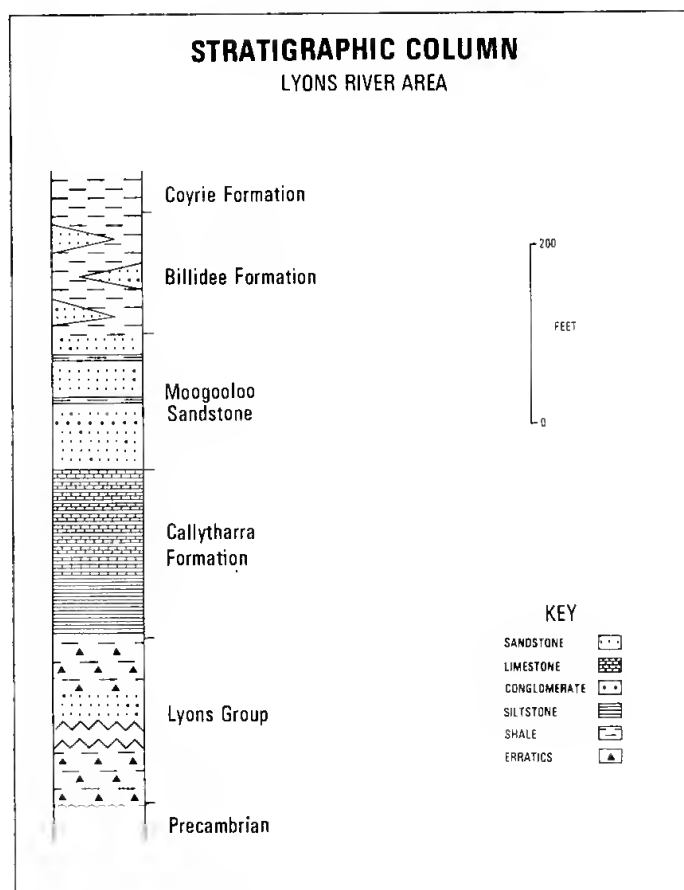 STRATIGRAPHIC COLUMN
LYONS RIVER AREA
Coyrie Formation
Billidee Formation
Moogooloo
Sandstone
Callytharra
Formation
Lyons Group
Precambrian
200
FEET
0
KEY
SANDSTONE
LIMESTONE
CONGLOMERATE
SILTSTONE
SHALE
ERRATICS